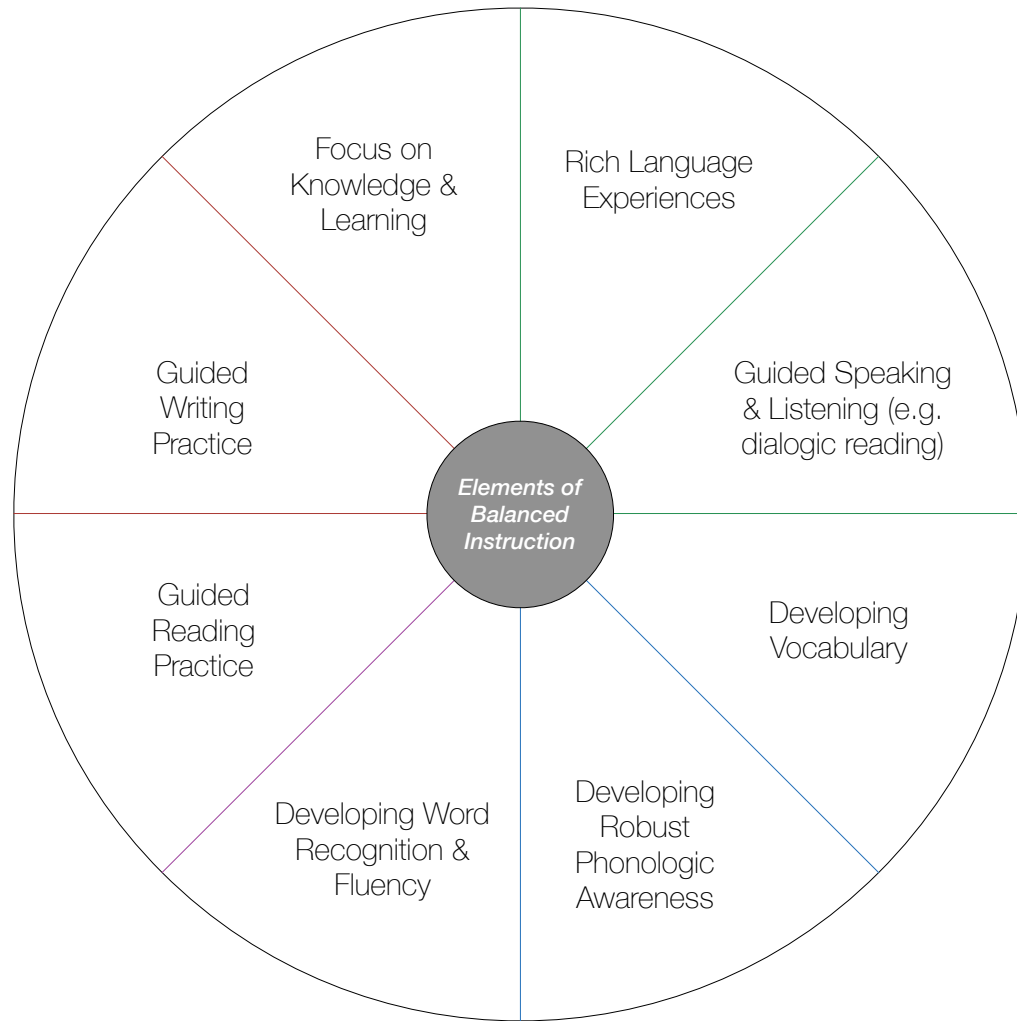 Focus on
Knowledge &
Learning
Rich Language
Experiences
Guided Speaking
& Listening (e.g.
dialogic reading)
Developing
Vocabulary
Developing
Robust
Phonologic
Awareness
Developing Word
Recognition &
Fluency
Guided
Reading
Practice
Guided
Writing
Practice
Elements of
Balanced
Instruction